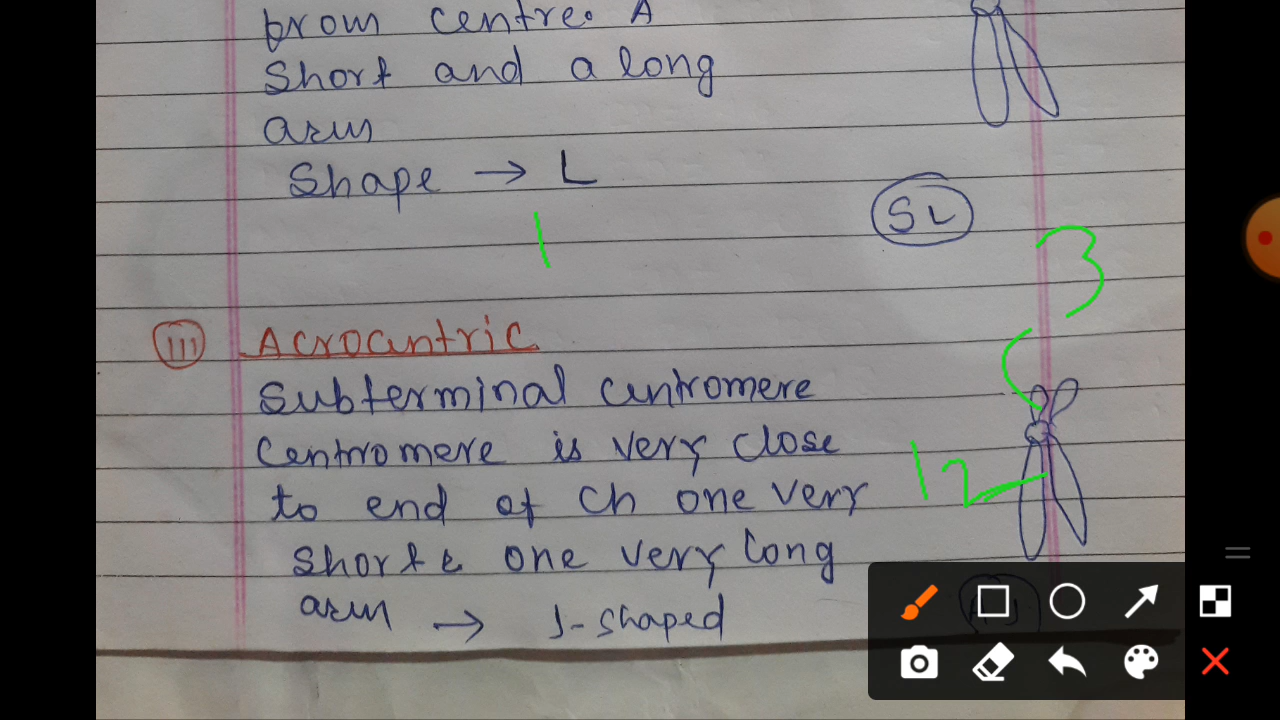 from centre. A
Short and a long
arm
Shape → L
SL
1
3
(iii) Acrocentric
Subterminal centromere
Centromere is very close
12
to end of Ch one very
short & one very long
arm → J-shaped